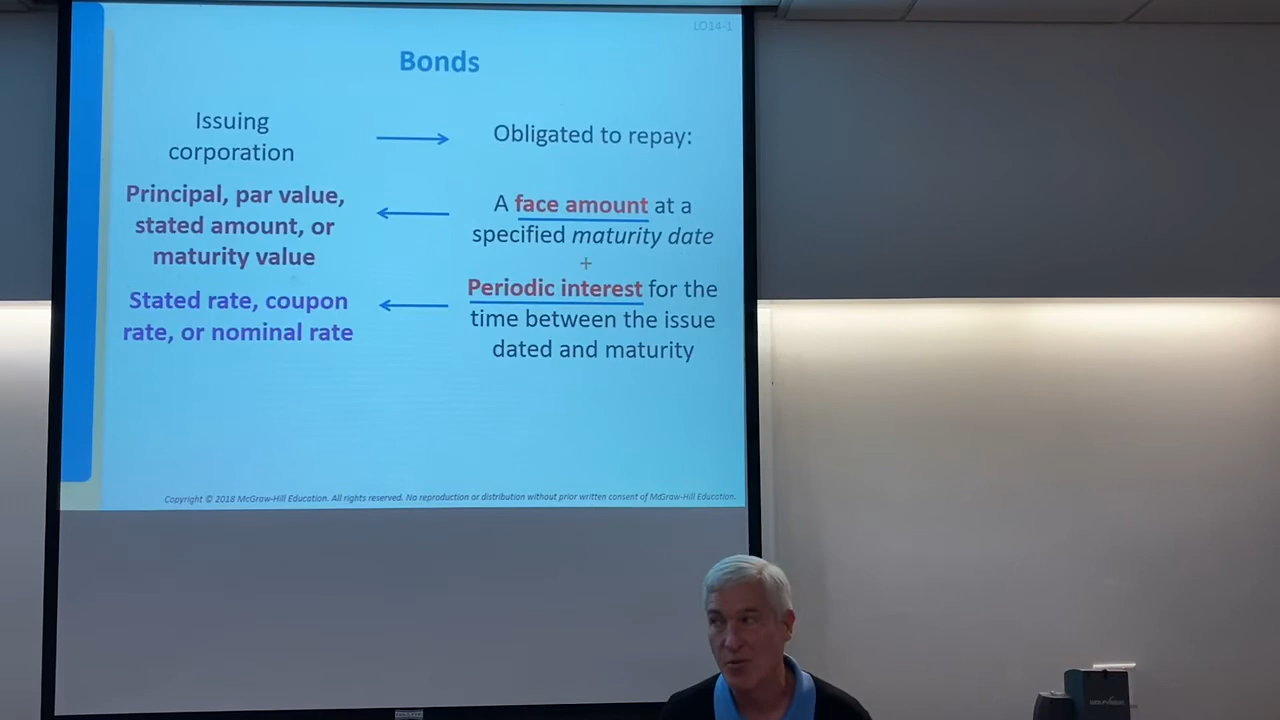 LO14-1
Bonds
Issuing
corporation
Obligated to repay:
Principal, par value,
stated amount, or
maturity value
A face amount at a
specified maturity date
+
Stated rate, coupon
rate, or nominal rate
Periodic interest for the
time between the issue
dated and maturity
Copyright © 2018 McGraw-Hill Education. All rights reserved. No reproduction or distribution without prior written consent of McGraw-Hill Education.